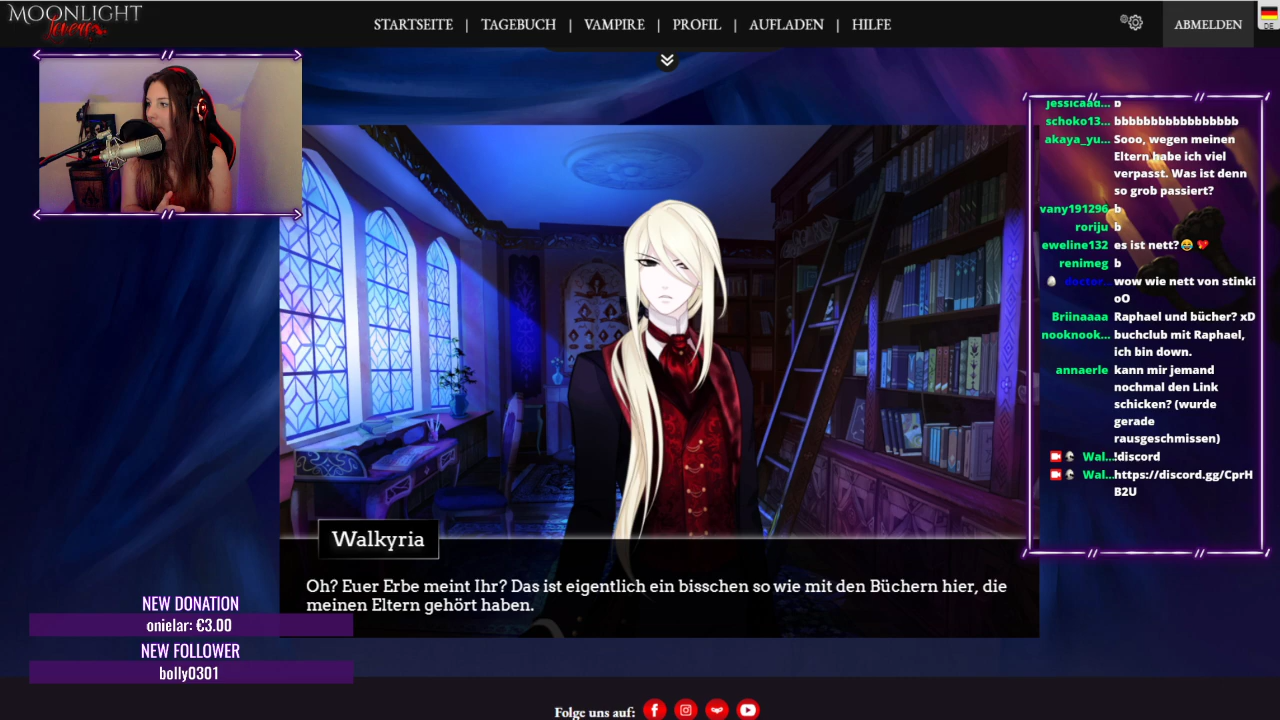 MOONLIGHT
Lovers
STARTSEITE | TAGEBUCH | VAMPIRE | PROFIL | AUFLADEN | HILFE
ABMELDEN
DE
jessicaad... b
schoko13... bbbbbbbbbbbbbbbbb
akaya_yu... Sooo, wegen meinen
Eltern habe ich viel
verpasst. Was ist denn
so grob passiert?
vany191296 b
roriju b
eweline132 es ist nett?😂 💖
renimeg b
doctor... wow wie nett von stinki
oO
Briinaaaa Raphael und bücher? xD
nooknook... buchclub mit Raphael,
ich bin down.
annaerle kann mir jemand
nochmal den Link
schicken? (wurde
gerade
rausgeschmissen)
Wal... !discord
Wal... https://discord.gg/CprH
B2U
Walkyria
Oh? Euer Erbe meint Ihr? Das ist eigentlich ein bisschen so wie mit den Büchern hier, die
meinen Eltern gehört haben.
NEW DONATION
onielar: €3.00
NEW FOLLOWER
bolly0301
Folge uns auf: